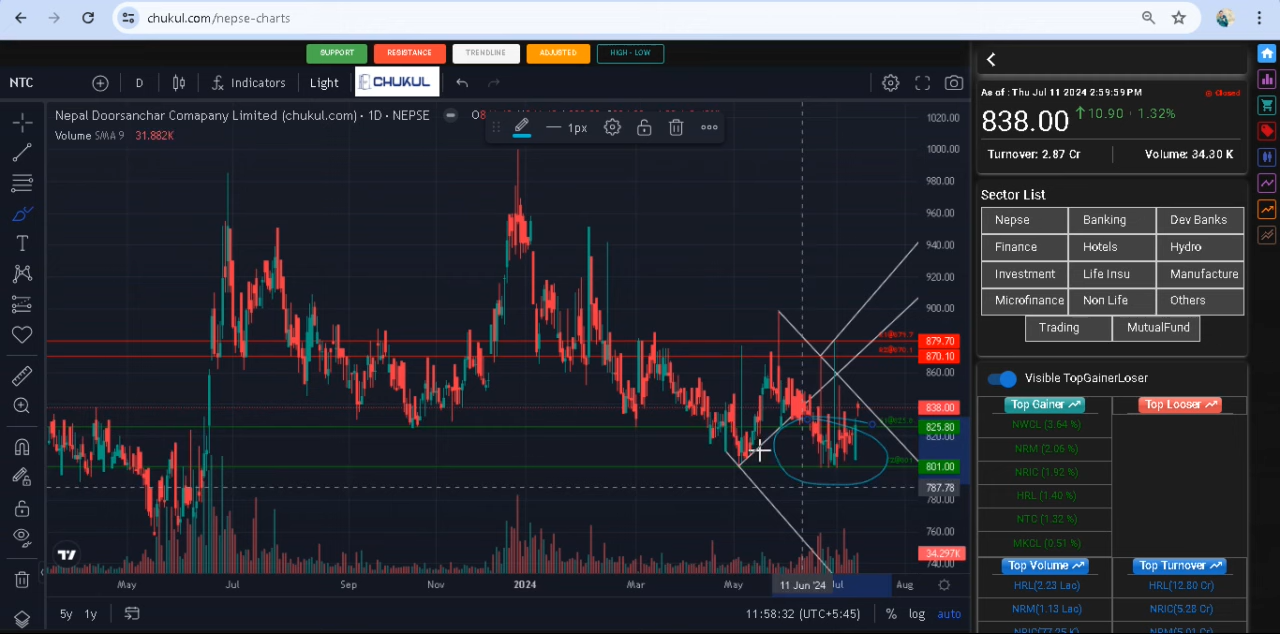 chukul.com/nepse-charts
SUPPORT RESISTANCE TRENDLINE ADJUSTED HIGH - LOW
NTC D Indicators Light CHUKUL
Nepal Doorsanchar Comapany Limited (chukul.com) · 1D · NEPSE
1px
Volume SMA 9 31.882K
1020.00
1000.00
980.00
960.00
940.00
920.00
900.00
879.70
870.10
860.00
838.00
825.80
820.00
801.00
787.78
780.00
760.00
34.297K
740.00
May Jul Sep Nov 2024 Mar May 11 Jun '24 Jul Aug
5y 1y 11:58:32 (UTC+5:45) % log auto
As of : Thu Jul 11 2024 2:59:59 PM Closed
838.00 10.90 · 1.32%
Turnover: 2.87 Cr Volume: 34.30 K
Sector List
Nepse Banking Dev Banks
Finance Hotels Hydro
Investment Life Insu Manufacture
Microfinance Non Life Others
Trading MutualFund
Visible TopGainerLoser
Top Gainer Top Looser
NWCL (3.64 %)
NRM (2.06 %)
NRIC (1.92 %)
HRL (1.40 %)
NTC (1.32 %)
MKCL (0.51 %)
Top Volume Top Turnover
HRL(2.23 Lac) HRL(12.80 Cr)
NRM(1.13 Lac) NRIC(5.28 Cr)
NRIC(77.25 K) NRM(5.01 Cr)